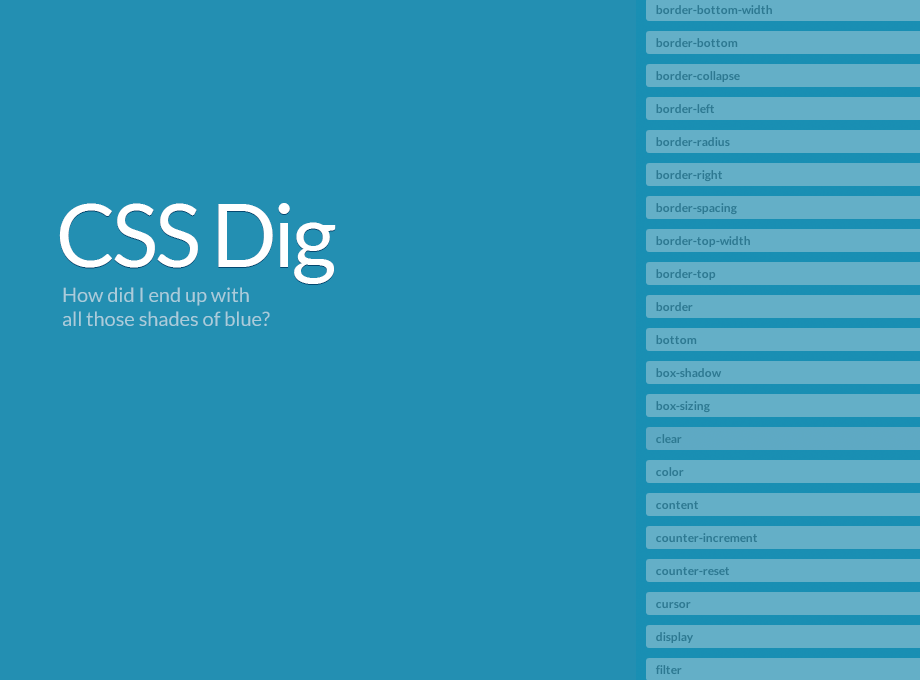 CSS Dig
How did I end up with
all those shades of blue?
border-bottom-width
border-bottom
border-collapse
border-left
border-radius
border-right
border-spacing
border-top-width
border-top
border
bottom
box-shadow
box-sizing
clear
color
content
counter-increment
counter-reset
cursor
display
filter